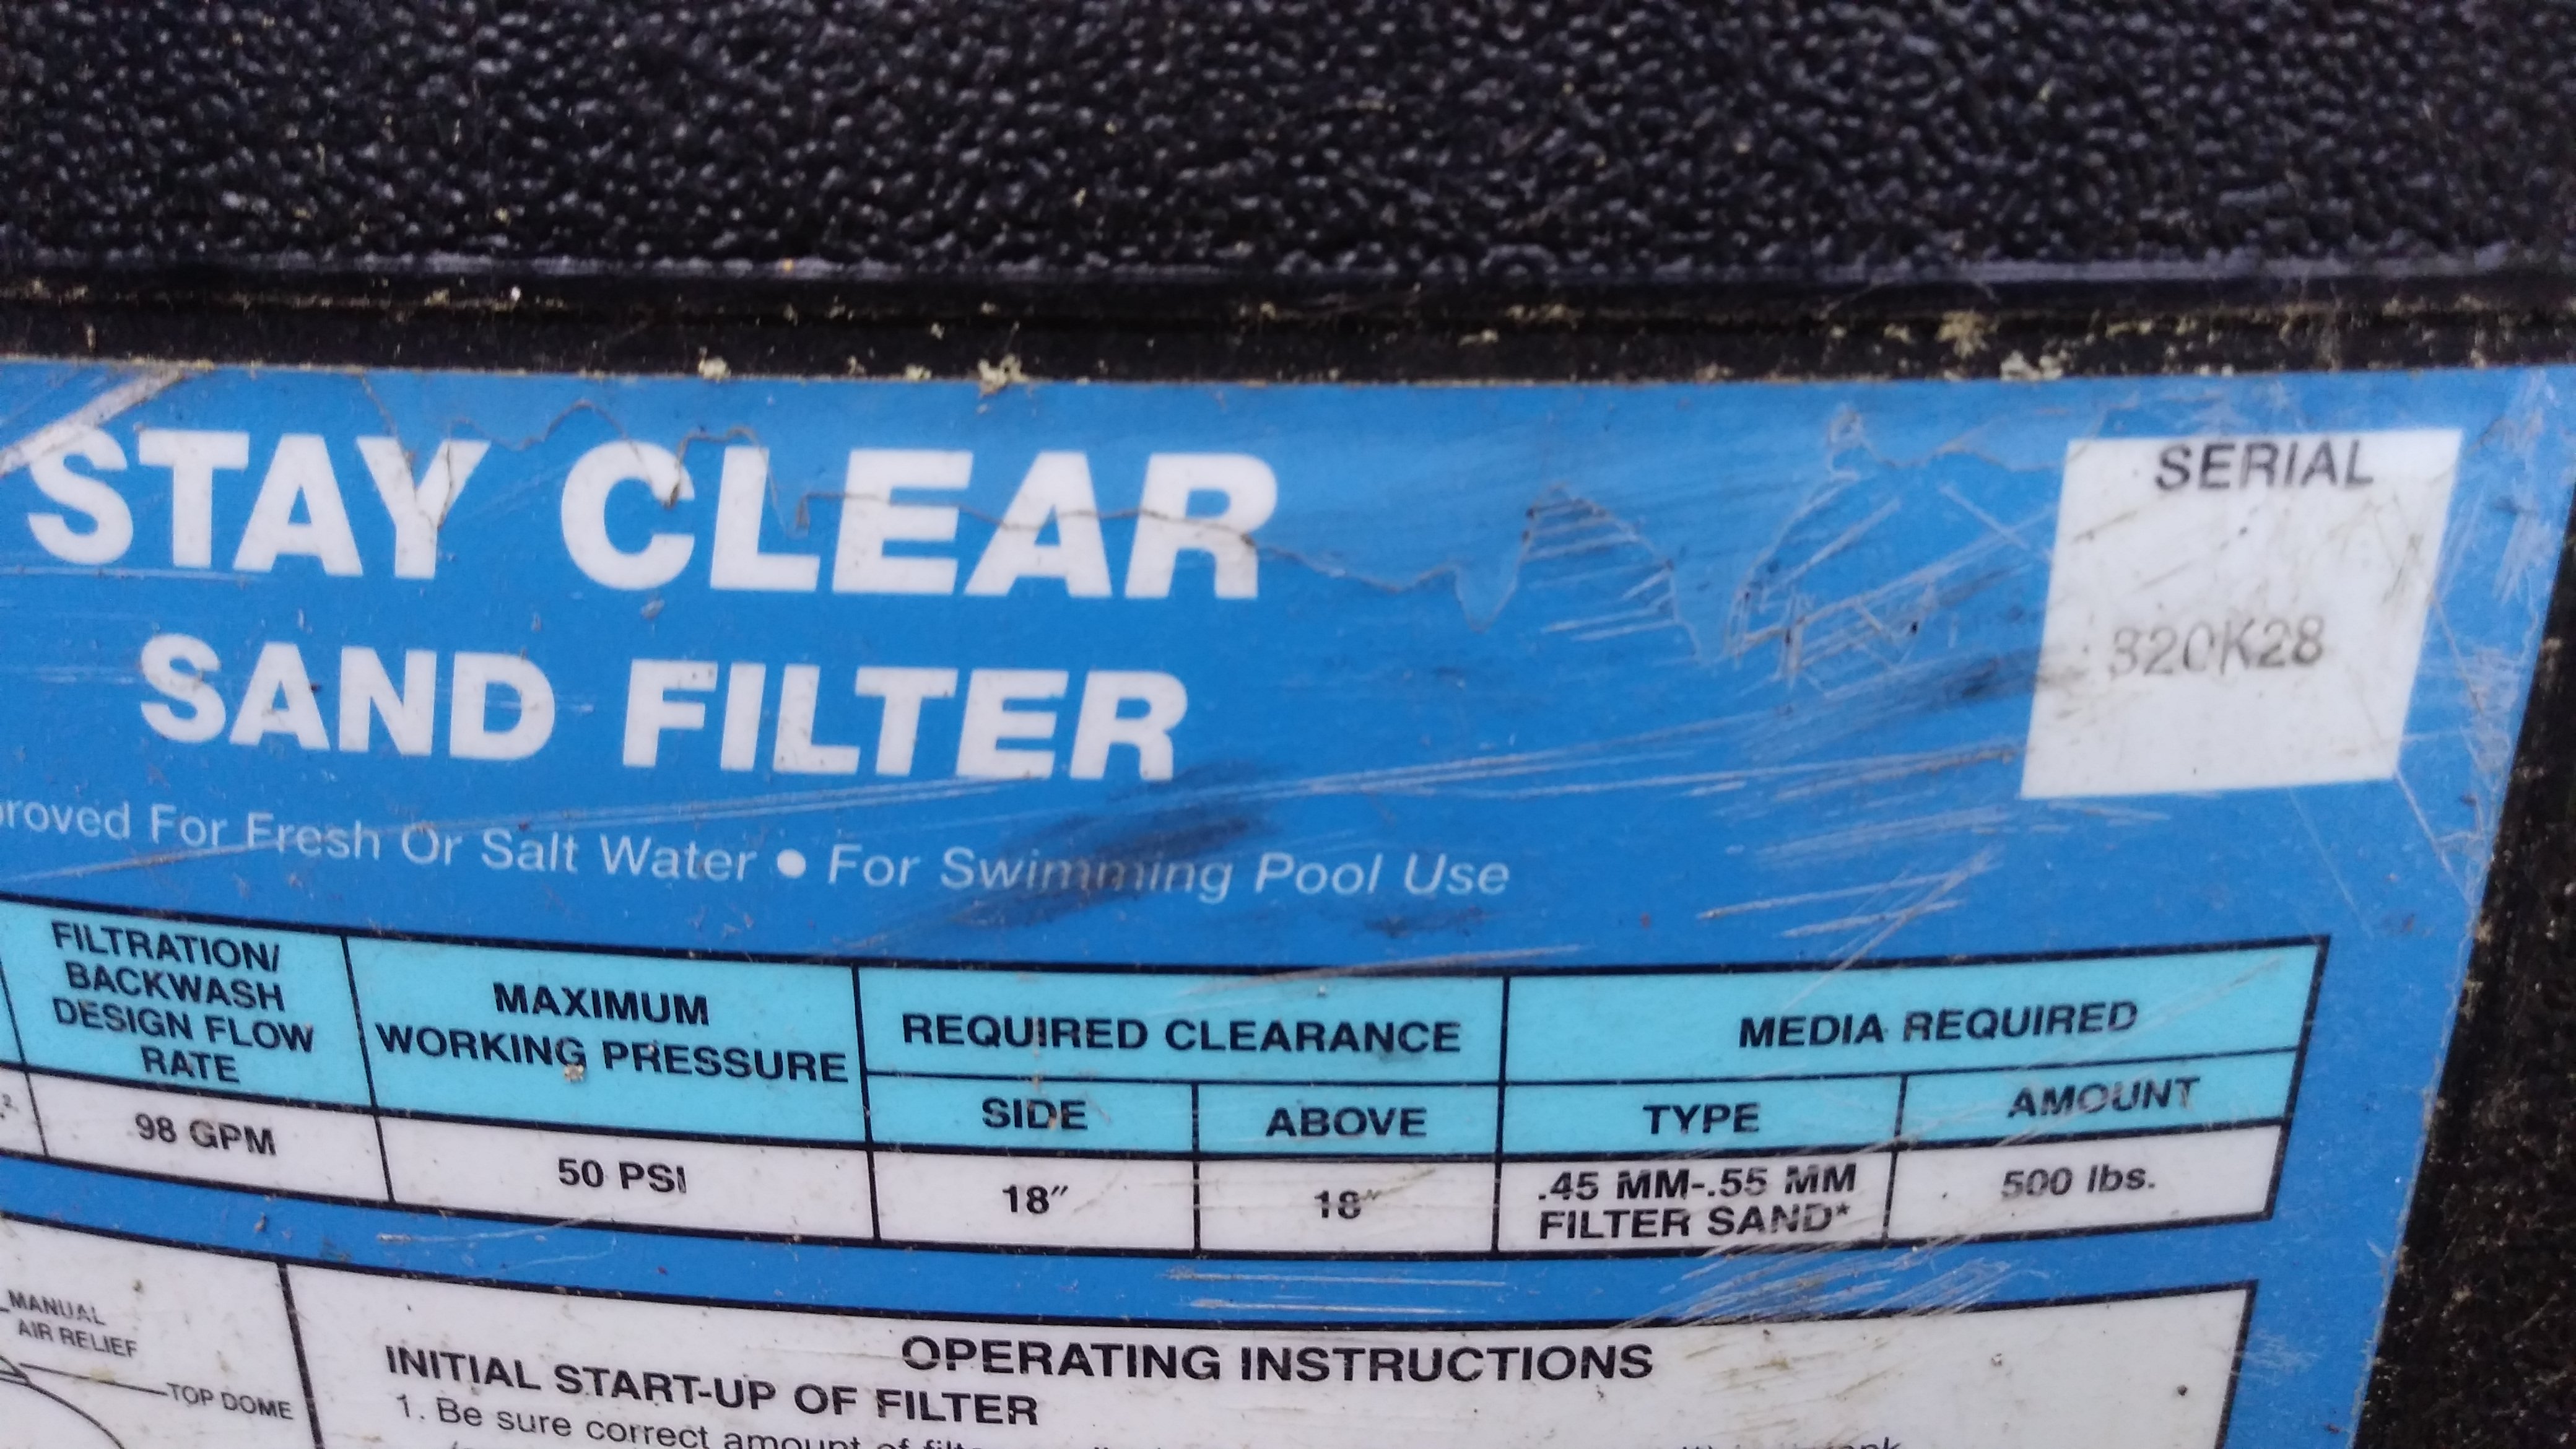 STAY CLEAR
SAND FILTER
SERIAL
320K28
proved For Fresh Or Salt Water • For Swimming Pool Use
FILTRATION/
BACKWASH
DESIGN FLOW
RATE
MAXIMUM
WORKING PRESSURE
REQUIRED CLEARANCE
MEDIA REQUIRED
SIDE
ABOVE
TYPE
AMOUNT
98 GPM
50 PSI
18″
18″
.45 MM-.55 MM
FILTER SAND*
500 lbs.
MANUAL
AIR RELIEF
TOP DOME
OPERATING INSTRUCTIONS
INITIAL START-UP OF FILTER
1. Be sure correct amount of